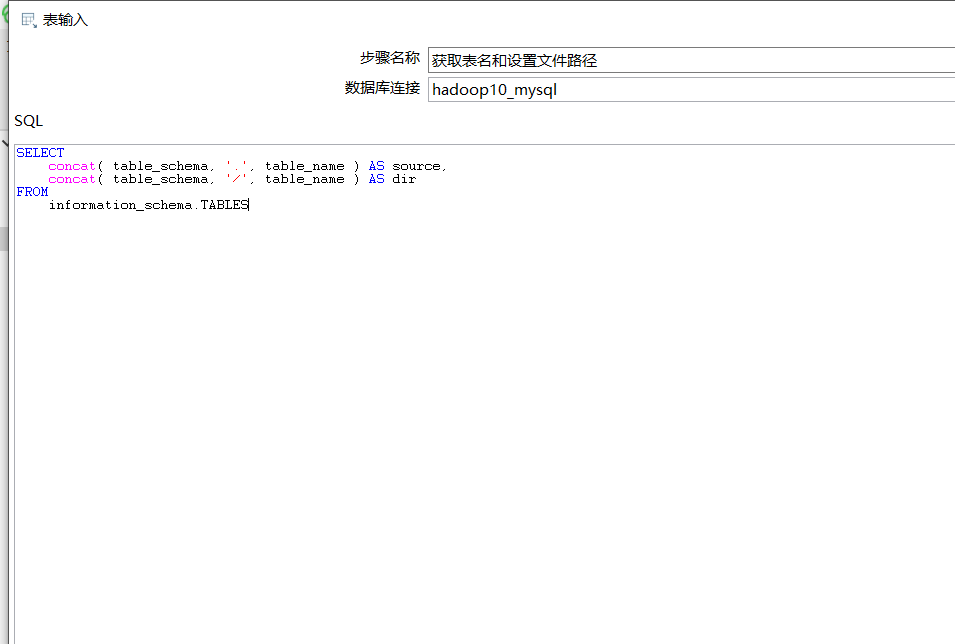 表输入
步骤名称 获取表名和设置文件路径
数据库连接 hadoop10_mysql
SQL
SELECT
concat( table_schema, '.', table_name ) AS source,
concat( table_schema, '/', table_name ) AS dir
FROM
information_schema.TABLES